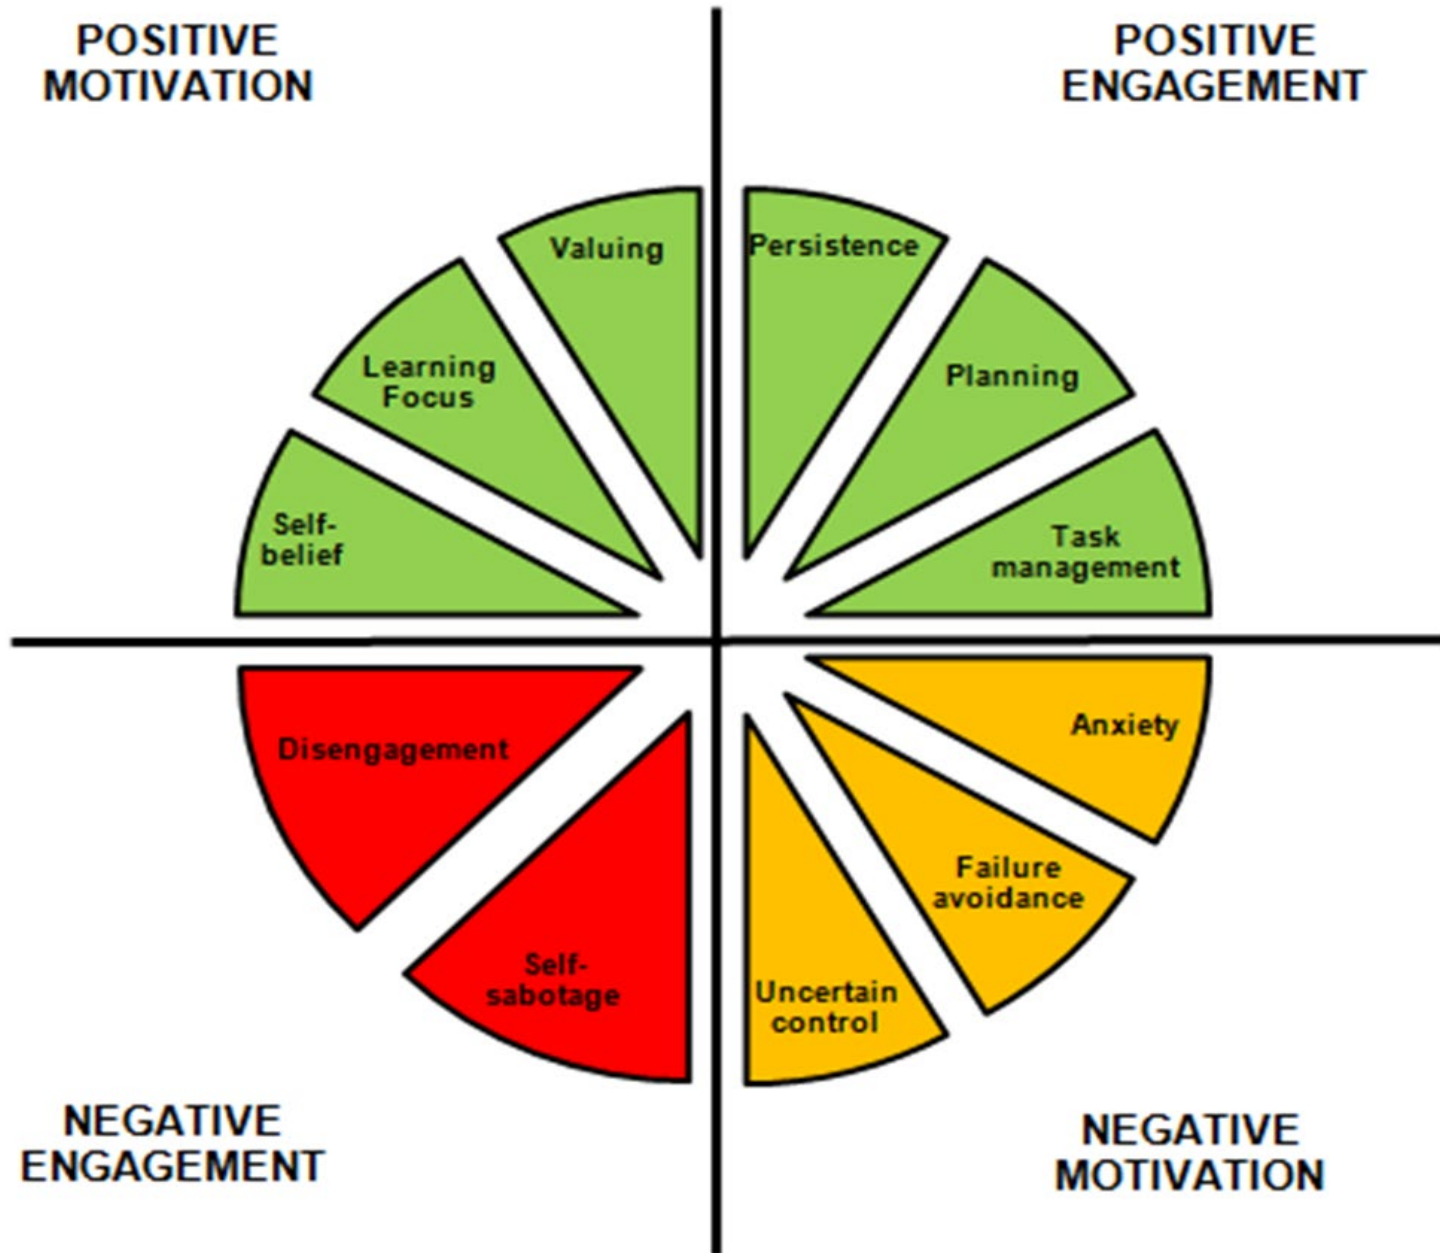 POSITIVE
MOTIVATION
POSITIVE
ENGAGEMENT
Valuing
Persistence
Learning
Focus
Planning
Self-
belief
Task
management
Disengagement
Anxiety
Failure
avoidance
Self-
sabotage
Uncertain
control
NEGATIVE
ENGAGEMENT
NEGATIVE
MOTIVATION